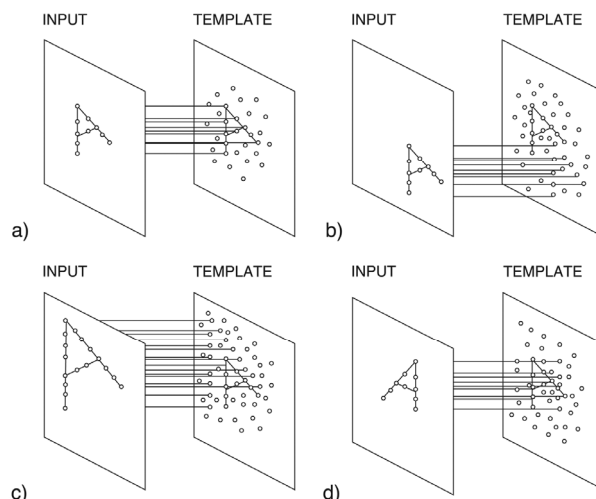 INPUT TEMPLATE
INPUT TEMPLATE
a)
b)
INPUT TEMPLATE
INPUT TEMPLATE
c)
d)